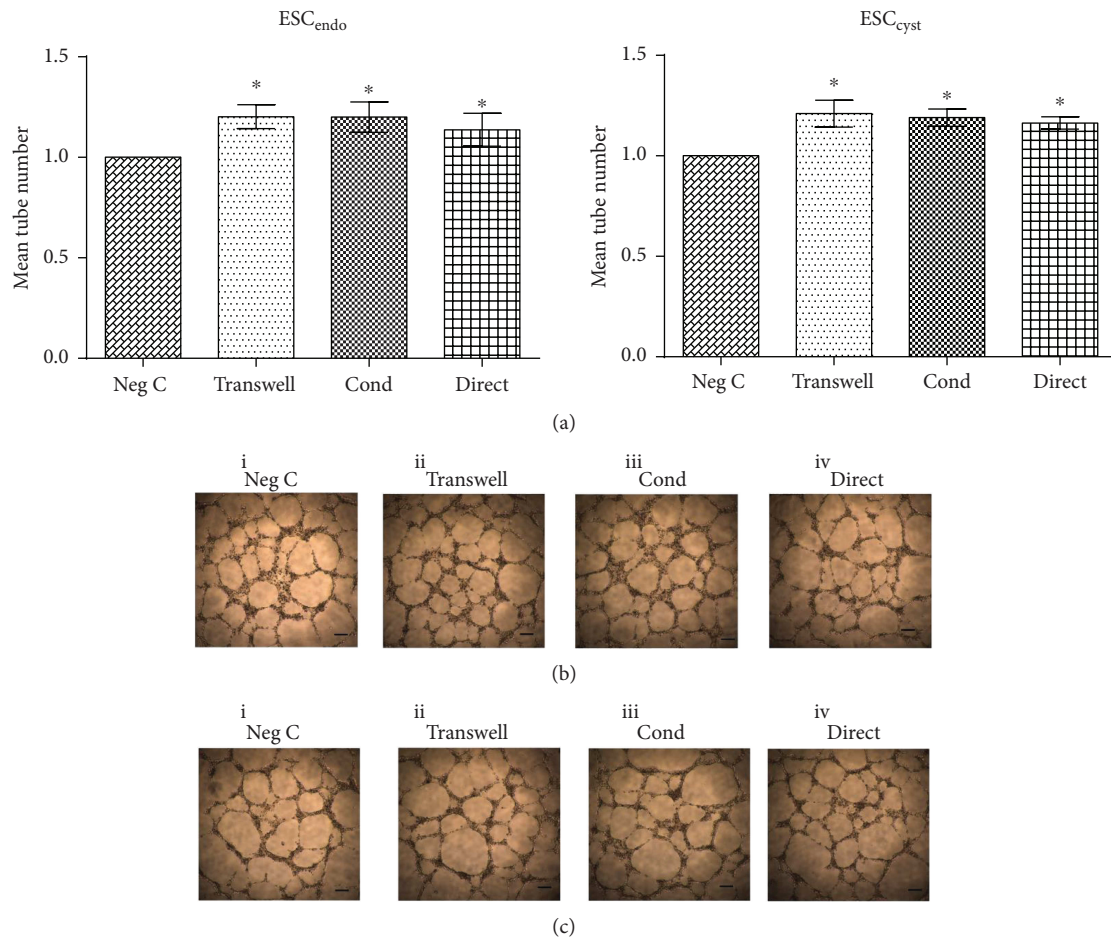 ESCendo
Mean tube number
1.5
1.0
0.5
0.0
*
*
*
Neg C
Transwell
Cond
Direct
ESCcyst
Mean tube number
1.5
1.0
0.5
0.0
*
*
*
Neg C
Transwell
Cond
Direct
(a)
i
Neg C
ii
Transwell
iii
Cond
iv
Direct
(b)
i
Neg C
ii
Transwell
iii
Cond
iv
Direct
(c)